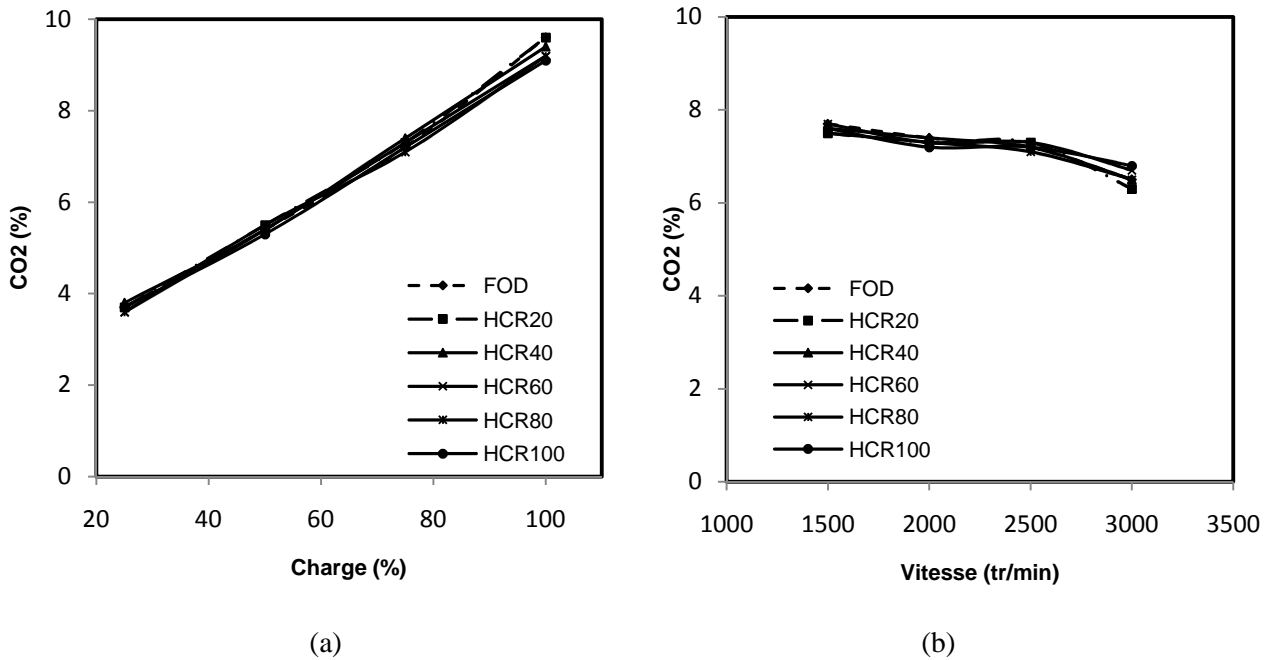 10
8
6
4
2
0
CO2 (%)
20 40 60 80 100
Charge (%)
FOD
HCR20
HCR40
HCR60
HCR80
HCR100
(a)
10
8
6
4
2
0
CO2 (%)
1000 1500 2000 2500 3000 3500
Vitesse (tr/min)
FOD
HCR20
HCR40
HCR60
HCR80
HCR100
(b)